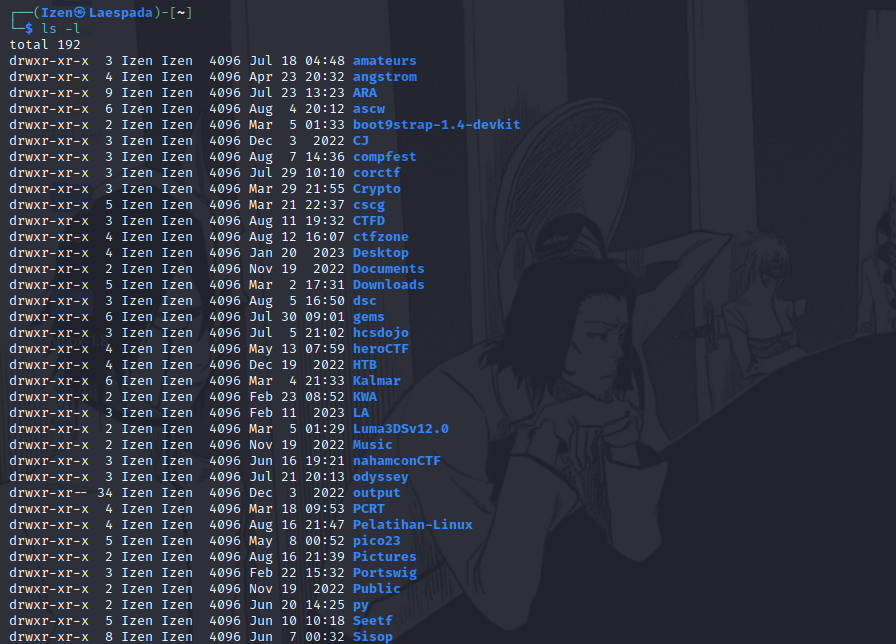 ┌──(Izen㉿Laespada)-[~]
└─$ ls -l
total 192
drwxr-xr-x  3 Izen Izen  4096 Jul 18 04:48 amateurs
drwxr-xr-x  4 Izen Izen  4096 Apr 23 20:32 angstrom
drwxr-xr-x  9 Izen Izen  4096 Jul 23 13:23 ARA
drwxr-xr-x  6 Izen Izen  4096 Aug  4 20:12 ascw
drwxr-xr-x  2 Izen Izen  4096 Mar  5 01:33 boot9strap-1.4-devkit
drwxr-xr-x  3 Izen Izen  4096 Dec  3  2022 CJ
drwxr-xr-x  3 Izen Izen  4096 Aug  7 14:36 compfest
drwxr-xr-x  3 Izen Izen  4096 Jul 29 10:10 corctf
drwxr-xr-x  3 Izen Izen  4096 Mar 29 21:55 Crypto
drwxr-xr-x  5 Izen Izen  4096 Mar 21 22:37 cscg
drwxr-xr-x  3 Izen Izen  4096 Aug 11 19:32 CTFD
drwxr-xr-x  4 Izen Izen  4096 Aug 12 16:07 ctfzone
drwxr-xr-x  4 Izen Izen  4096 Jan 20  2023 Desktop
drwxr-xr-x  2 Izen Izen  4096 Nov 19  2022 Documents
drwxr-xr-x  5 Izen Izen  4096 Mar  2 17:31 Downloads
drwxr-xr-x  3 Izen Izen  4096 Aug  5 16:50 dsc
drwxr-xr-x  6 Izen Izen  4096 Jul 30 09:01 gems
drwxr-xr-x  3 Izen Izen  4096 Jul  5 21:02 hcsdojo
drwxr-xr-x  4 Izen Izen  4096 May 13 07:59 heroCTF
drwxr-xr-x  4 Izen Izen  4096 Dec 19  2022 HTB
drwxr-xr-x  6 Izen Izen  4096 Mar  4 21:33 Kalmar
drwxr-xr-x  2 Izen Izen  4096 Feb 23 08:52 KWA
drwxr-xr-x  3 Izen Izen  4096 Feb 11  2023 LA
drwxr-xr-x  2 Izen Izen  4096 Mar  5 01:29 Luma3DSv12.0
drwxr-xr-x  2 Izen Izen  4096 Nov 19  2022 Music
drwxr-xr-x  3 Izen Izen  4096 Jun 16 19:21 nahamconCTF
drwxr-xr-x  3 Izen Izen  4096 Jul 21 20:13 odyssey
drwxr-xr-- 34 Izen Izen  4096 Dec  3  2022 output
drwxr-xr-x  4 Izen Izen  4096 Mar 18 09:53 PCRT
drwxr-xr-x  4 Izen Izen  4096 Aug 16 21:47 Pelatihan-Linux
drwxr-xr-x  5 Izen Izen  4096 May  8 00:52 pico23
drwxr-xr-x  2 Izen Izen  4096 Aug 16 21:39 Pictures
drwxr-xr-x  3 Izen Izen  4096 Feb 22 15:32 Portswig
drwxr-xr-x  2 Izen Izen  4096 Nov 19  2022 Public
drwxr-xr-x  2 Izen Izen  4096 Jun 20 14:25 py
drwxr-xr-x  5 Izen Izen  4096 Jun 10 10:18 Seetf
drwxr-xr-x  8 Izen Izen  4096 Jun  7 00:32 Sisop